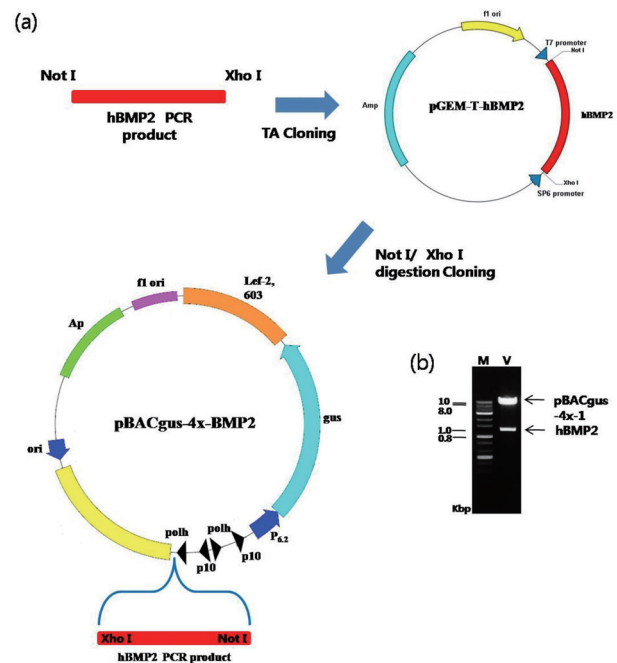 (a)
Not I
Xho I
hBMP2 PCR
product
TA Cloning
f1 ori
T7 promoter
Not I
Amp
pGEM-T-hBMP2
hBMP2
Xho I
SP6 promoter
Not I/ Xho I
digestion Cloning
f1 ori
Lef-2,
603
Ap
pBACgus-4x-BMP2
gus
ori
polh
polh
P6.2
p10
p10
Xho I
Not I
hBMP2 PCR product
(b)
M
V
10
8.0
1.0
0.8
Kbp
pBACgus
-4x-1
hBMP2